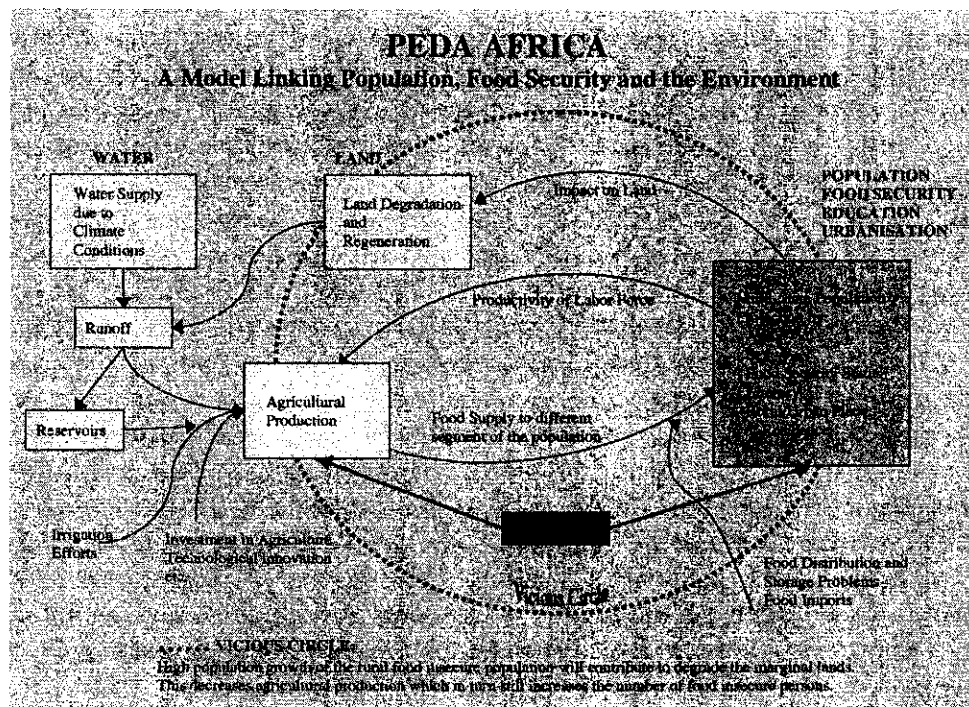 PEDA AFRICA
A Model Linking Population, Food Security and the Environment
WATER
Water Supply
due to
Climate
Conditions
LAND
Land Degradation
and
Regeneration
Impact on Land
POPULATION
FOOD SECURITY
EDUCATION
URBANISATION
Runoff
Productivity of Labor Force
Reservoirs
Agricultural
Production
Food Supply to different
segment of the population
Irrigation
Efforts
Investment in Agriculture
Technological Innovation
etc.
Vicious Circle
Food Distribution and
Storage Problems
Food Imports
VICIOUS CIRCLE:
High population growth of the rural food insecure population will contribute to degrade the marginal lands.
This decreases agricultural production which in turn still increases the number of food insecure persons.